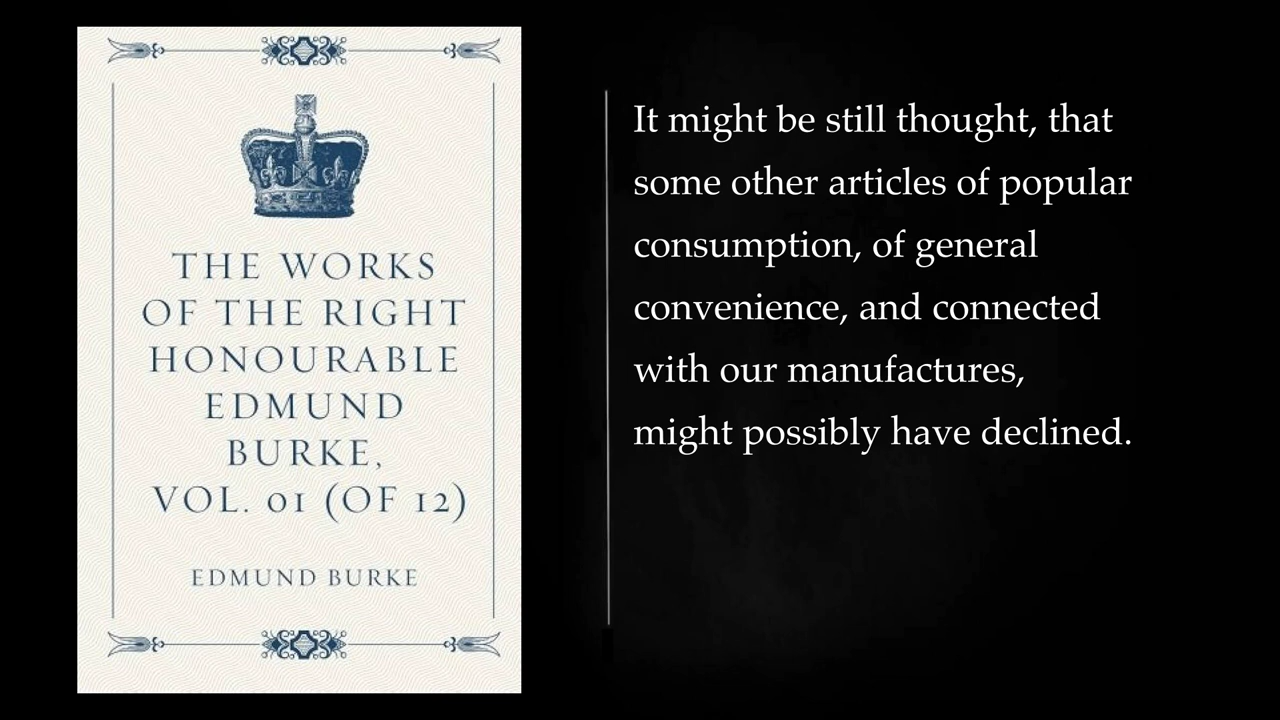 THE WORKS
OF THE RIGHT
HONOURABLE
EDMUND
BURKE,
VOL. 01 (OF 12)
EDMUND BURKE
It might be still thought, that
some other articles of popular
consumption, of general
convenience, and connected
with our manufactures,
might possibly have declined.